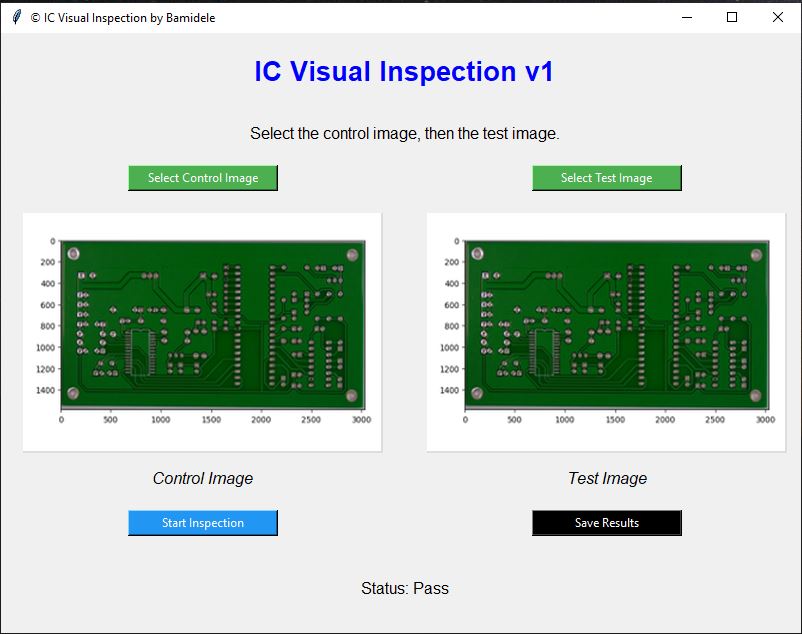 © IC Visual Inspection by Bamidele
IC Visual Inspection v1
Select the control image, then the test image.
Select Control Image
Select Test Image
0
200
400
600
800
1000
1200
1400
0 500 1000 1500 2000 2500 3000
0
200
400
600
800
1000
1200
1400
0 500 1000 1500 2000 2500 3000
Control Image
Test Image
Start Inspection
Save Results
Status: Pass